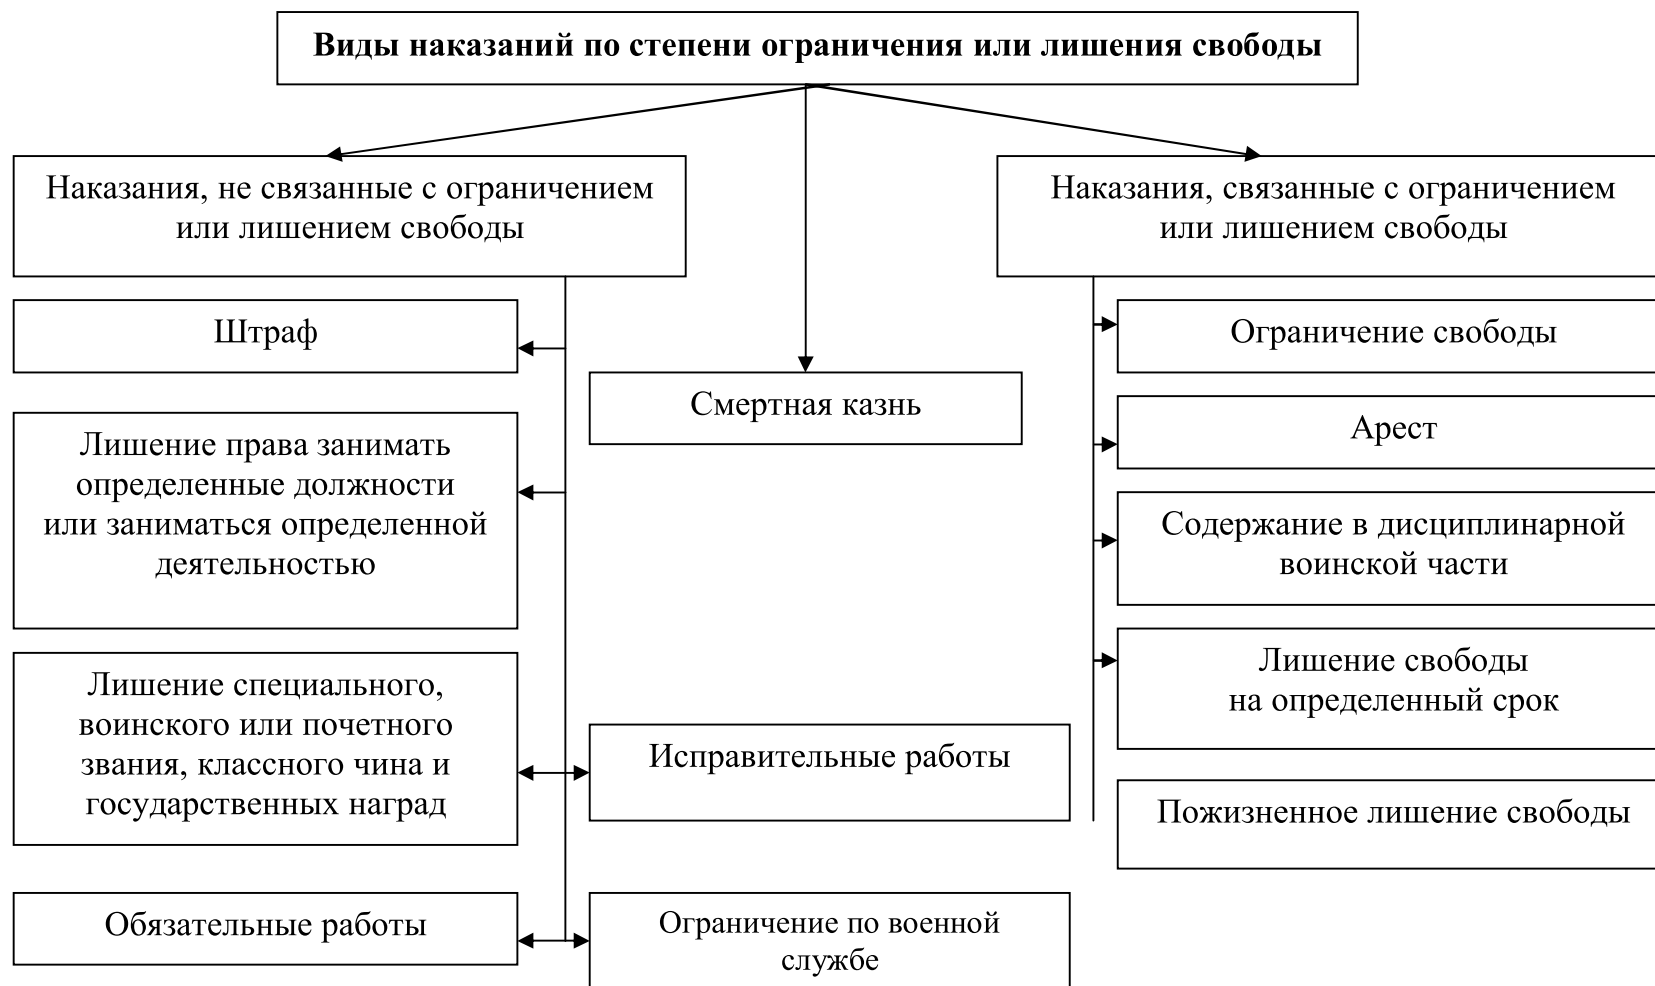 Виды наказаний по степени ограничения или лишения свободы
Наказания, не связанные с ограничением
или лишением свободы
Наказания, связанные с ограничением
или лишением свободы
Штраф
Лишение права занимать
определенные должности
или заниматься определенной
деятельностью
Лишение специального,
воинского или почетного
звания, классного чина и
государственных наград
Обязательные работы
Смертная казнь
Исправительные работы
Ограничение по военной
службе
Ограничение свободы
Арест
Содержание в дисциплинарной
воинской части
Лишение свободы
на определенный срок
Пожизненное лишение свободы